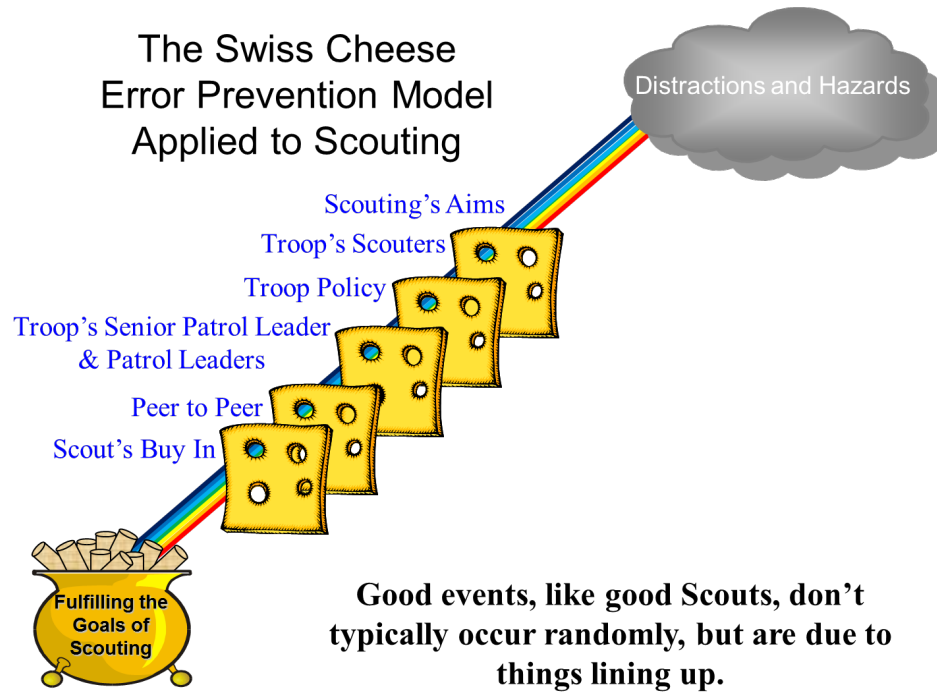 The Swiss Cheese
Error Prevention Model
Applied to Scouting
Distractions and Hazards
Scouting’s Aims
Troop’s Scouters
Troop Policy
Troop’s Senior Patrol Leader
& Patrol Leaders
Peer to Peer
Scout’s Buy In
Fulfilling the
Goals of
Scouting
Good events, like good Scouts, don’t
typically occur randomly, but are due to
things lining up.